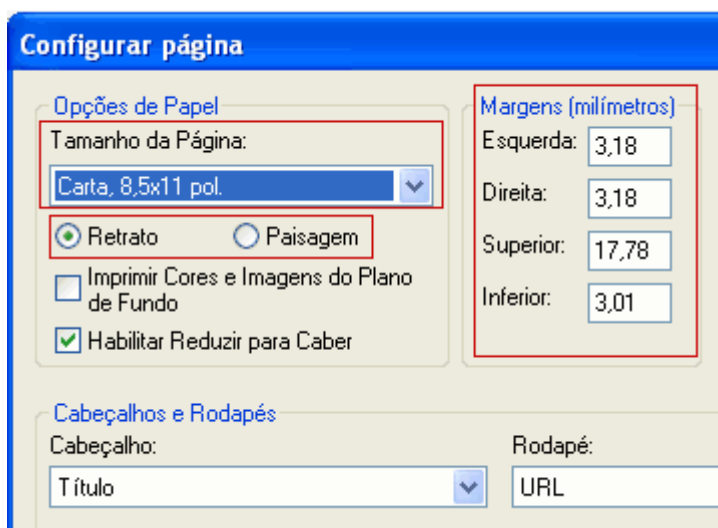 Configurar página
Opções de Papel
Tamanho da Página:
Carta, 8,5x11 pol.
Retrato
Paisagem
Imprimir Cores e Imagens do Plano
de Fundo
Habilitar Reduzir para Caber
Margens (milímetros)
Esquerda: 3,18
Direita: 3,18
Superior: 17,78
Inferior: 3,01
Cabeçalhos e Rodapés
Cabeçalho:
Título
Rodapé:
URL